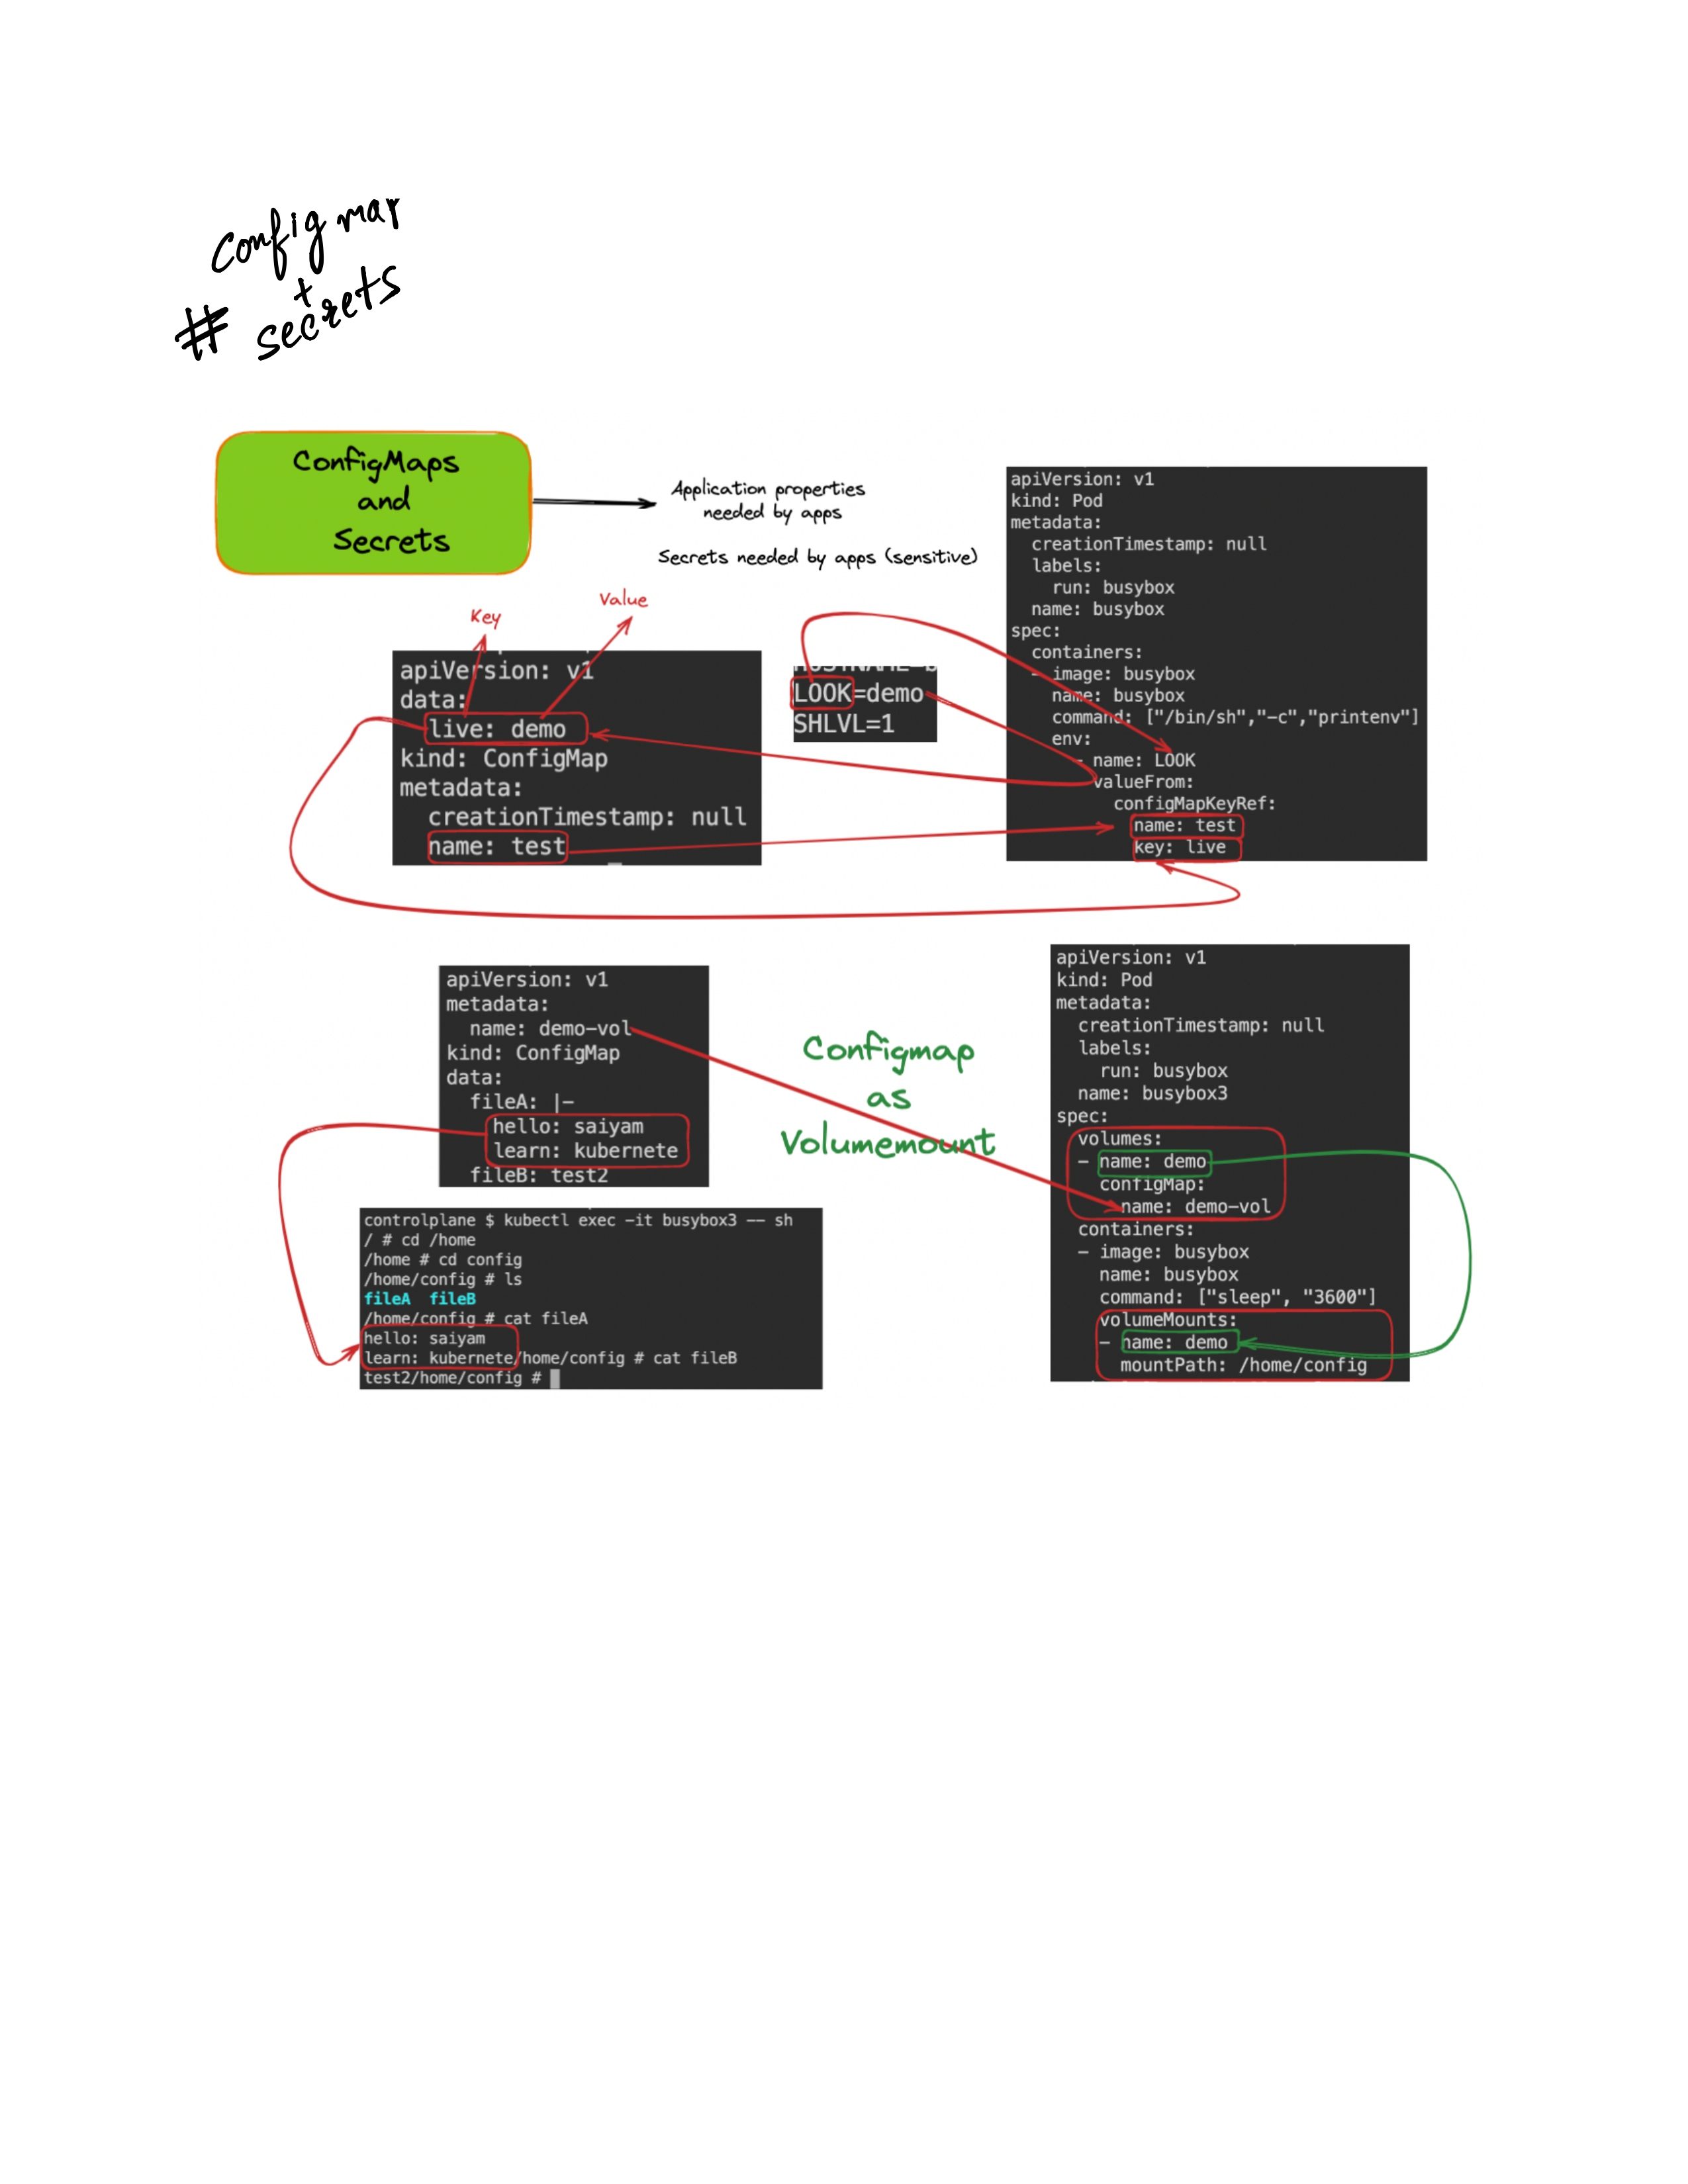 Config map
+
# secrets
ConfigMaps
and
Secrets
Application properties
needed by apps
Secrets needed by apps (sensitive)
Key
Value
apiVersion: v1
data:
  live: demo
kind: ConfigMap
metadata:
  creationTimestamp: null
  name: test
LOOK=demo
SHLVL=1
apiVersion: v1
kind: Pod
metadata:
  creationTimestamp: null
  labels:
    run: busybox
  name: busybox
spec:
  containers:
  - image: busybox
    name: busybox
    command: ["/bin/sh","-c","printenv"]
    env:
    - name: LOOK
      valueFrom:
        configMapKeyRef:
          name: test
          key: live
apiVersion: v1
metadata:
  name: demo-vol
kind: ConfigMap
data:
  fileA: |-
    hello: saiyam
    learn: kubernete
  fileB: test2
Configmap
as
Volumemount
controlplane $ kubectl exec -it busybox3 -- sh
/ # cd /home
/home # cd config
/home/config # ls
fileA  fileB
/home/config # cat fileA
hello: saiyam
learn: kubernete/home/config # cat fileB
test2/home/config #
apiVersion: v1
kind: Pod
metadata:
  creationTimestamp: null
  labels:
    run: busybox
  name: busybox3
spec:
  volumes:
  - name: demo
    configMap:
      name: demo-vol
  containers:
  - image: busybox
    name: busybox
    command: ["sleep", "3600"]
    volumeMounts:
    - name: demo
      mountPath: /home/config